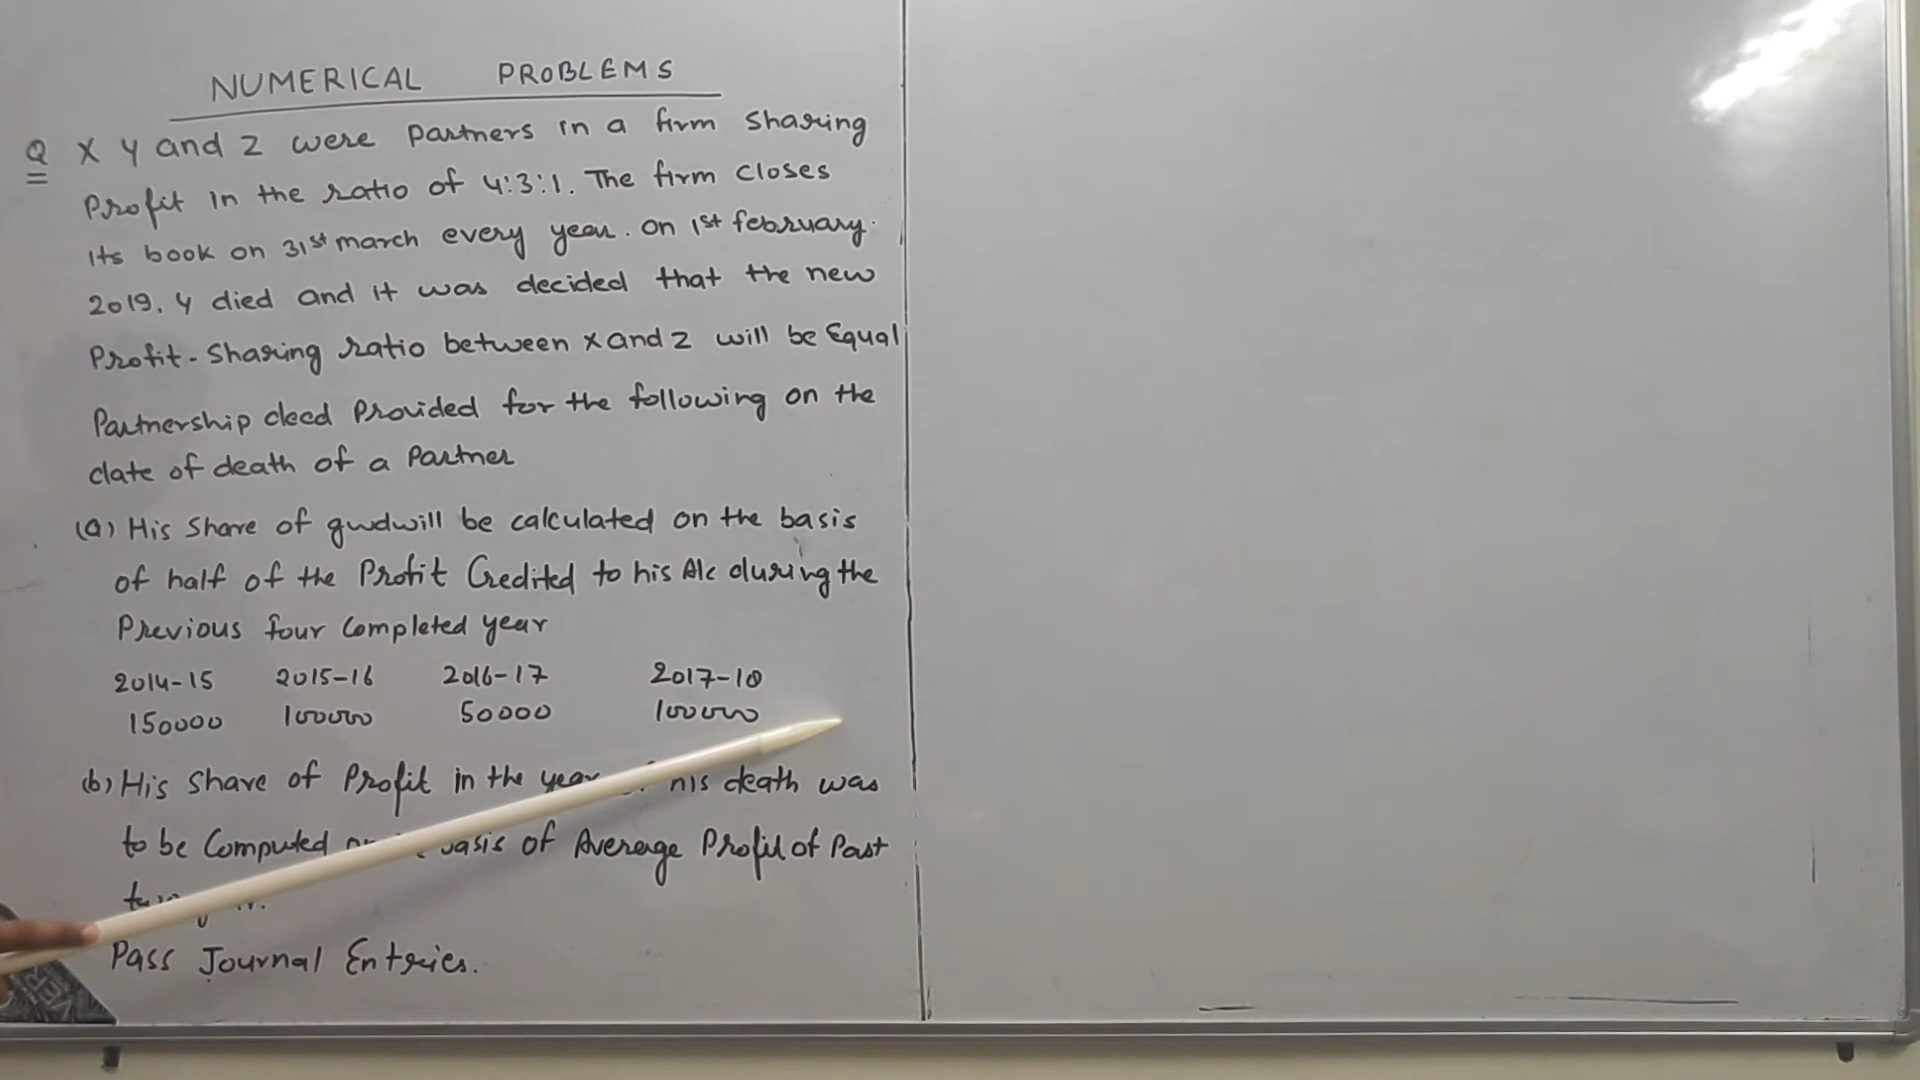 NUMERICAL PROBLEMS
Q X Y and Z were partners in a firm sharing
Profit in the ratio of 4:3:1. The firm closes
its book on 31st march every year. on 1st february.
2019, Y died and it was decided that the new
Profit-sharing ratio between X and Z will be Equal
Partnership deed Provided for the following on the
date of death of a Partner
(a) His share of goodwill be calculated on the basis
of half of the Profit Credited to his A/c during the
Previous four completed year
2014-15 2015-16 2016-17 2017-18
150000 100000 50000 100000
(b) His share of Profit in the year his death was
to be Computed basis of Average Profit of Past
Pass Journal Entries.